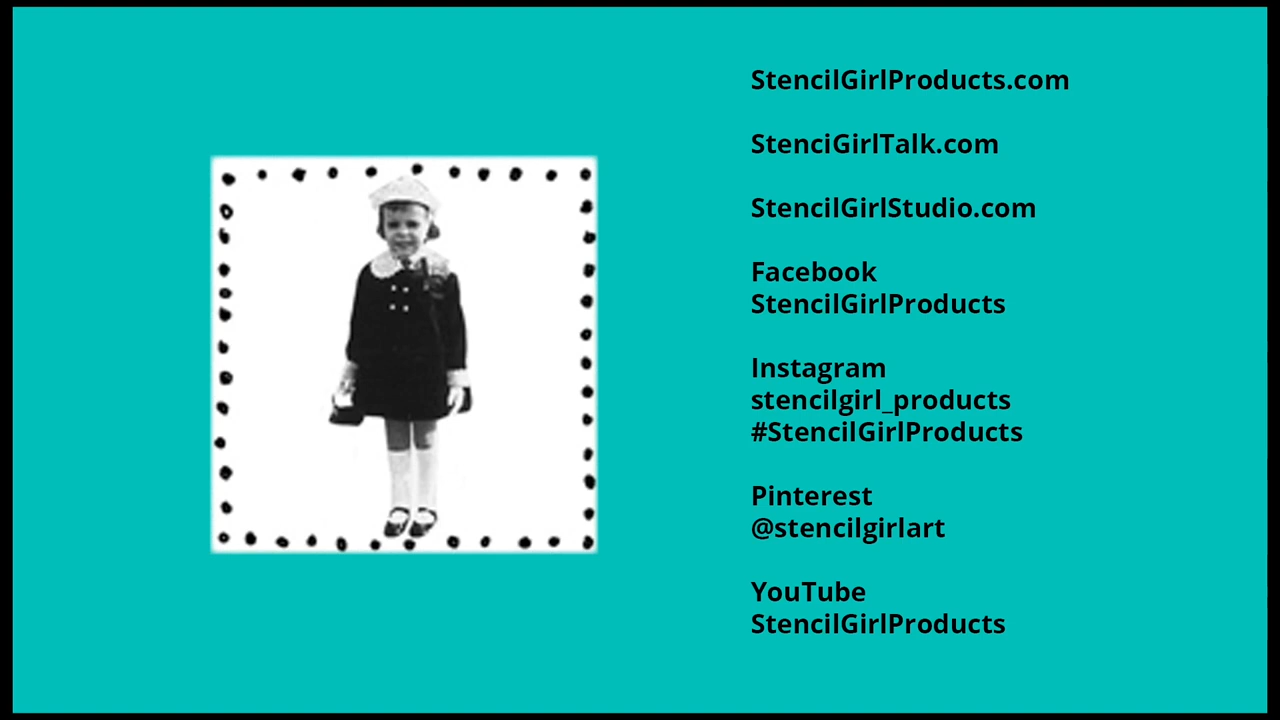 StencilGirlProducts.com
StenciGirlTalk.com
StencilGirlStudio.com
Facebook
StencilGirlProducts
Instagram
stencilgirl_products
#StencilGirlProducts
Pinterest
@stencilgirlart
YouTube
StencilGirlProducts